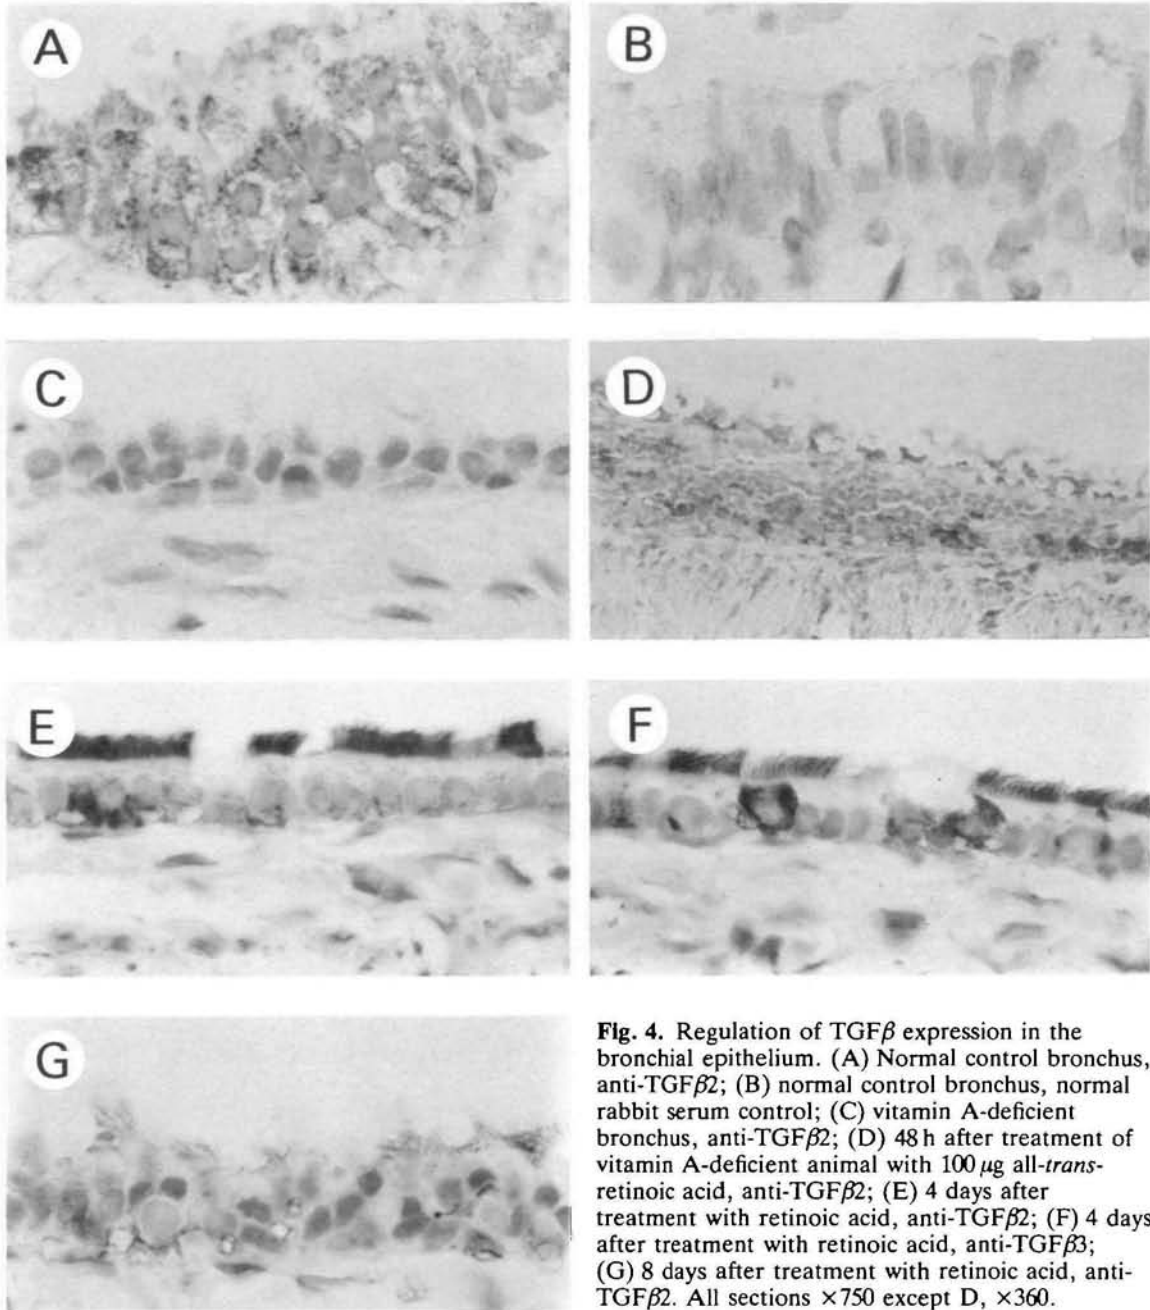 A
B
C
D
E
F
G
Fig. 4. Regulation of TGFβ expression in the
bronchial epithelium. (A) Normal control bronchus,
anti-TGFβ2; (B) normal control bronchus, normal
rabbit serum control; (C) vitamin A-deficient
bronchus, anti-TGFβ2; (D) 48 h after treatment of
vitamin A-deficient animal with 100 μg all-trans-
retinoic acid, anti-TGFβ2; (E) 4 days after
treatment with retinoic acid, anti-TGFβ2; (F) 4 days
after treatment with retinoic acid, anti-TGFβ3;
(G) 8 days after treatment with retinoic acid, anti-
TGFβ2. All sections ×750 except D, ×360.